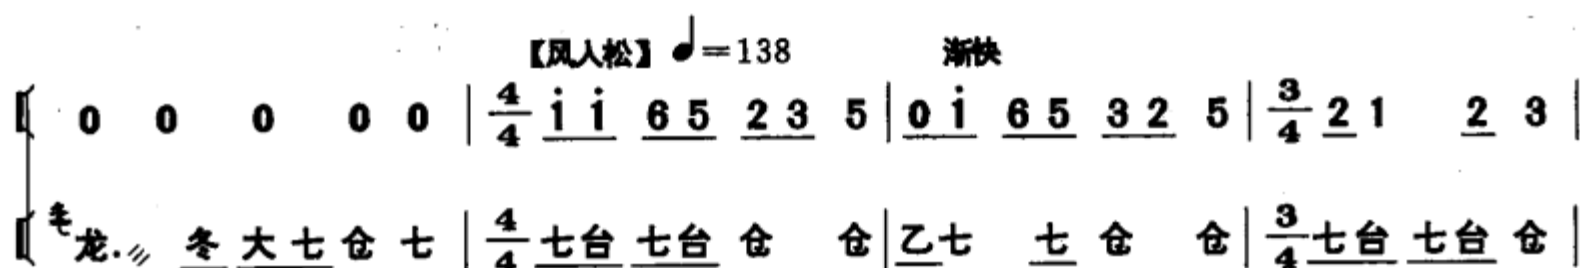 【风入松】 ♩=138 渐快
0 0 0 0 0 | 4/4 i̇ i̇ 6 5 2 3 5 | 0 i̇ 6 5 3 2 5 | 3/4 2 1 2 3 |
龙. 冬 大 七 仓 七 | 4/4 七台 七台 仓 仓 | 乙七 七 仓 仓 | 3/4 七台 七台 仓 |